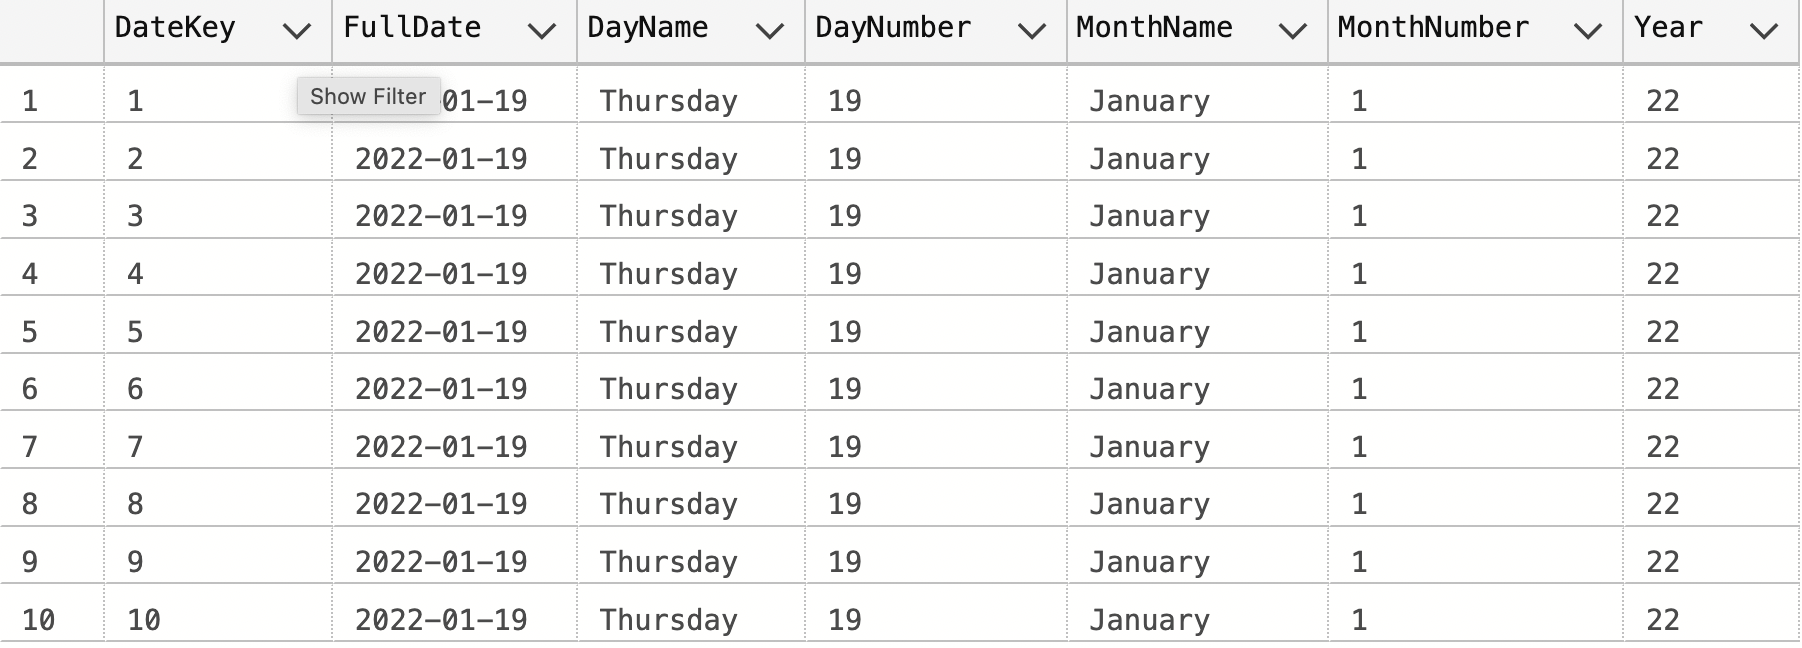 DateKey FullDate DayName DayNumber MonthName MonthNumber Year
Show Filter
1 1 01-19 Thursday 19 January 1 22
2 2 2022-01-19 Thursday 19 January 1 22
3 3 2022-01-19 Thursday 19 January 1 22
4 4 2022-01-19 Thursday 19 January 1 22
5 5 2022-01-19 Thursday 19 January 1 22
6 6 2022-01-19 Thursday 19 January 1 22
7 7 2022-01-19 Thursday 19 January 1 22
8 8 2022-01-19 Thursday 19 January 1 22
9 9 2022-01-19 Thursday 19 January 1 22
10 10 2022-01-19 Thursday 19 January 1 22